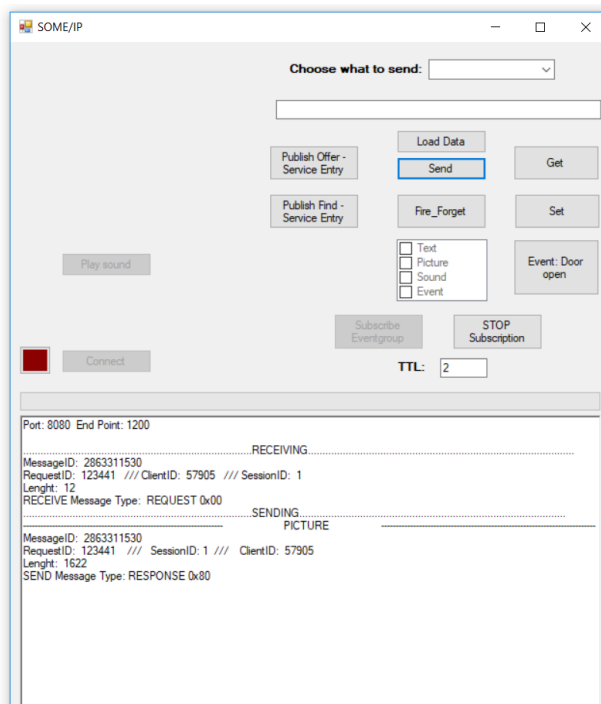 SOME/IP
Choose what to send:
Load Data
Publish Offer -
Service Entry
Send
Get
Publish Find -
Service Entry
Fire_Forget
Set
Text
Picture
Sound
Event
Event: Door
open
Play sound
Subscribe
Eventgroup
STOP
Subscription
Connect
TTL: 2
Port: 8080 End Point: 1200
RECEIVING
MessageID: 2863311530
RequestID: 123441 /// ClientID: 57905 /// SessionID: 1
Lenght: 12
RECEIVE Message Type: REQUEST 0x00
SENDING
PICTURE
MessageID: 2863311530
RequestID: 123441 /// SessionID: 1 /// ClientID: 57905
Lenght: 1622
SEND Message Type: RESPONSE 0x80